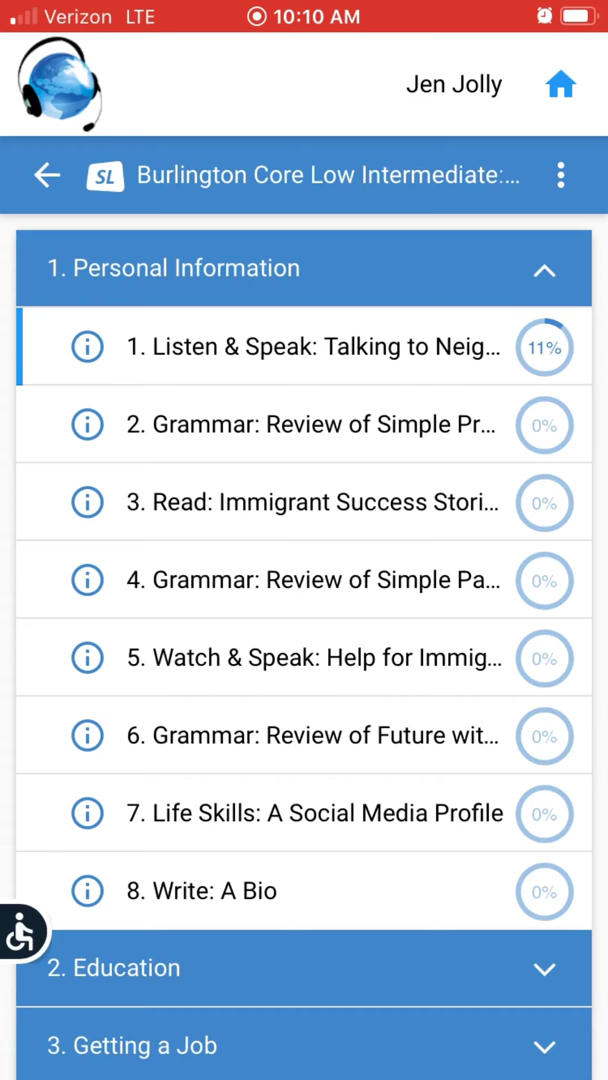 Verizon LTE 10:10 AM
Jen Jolly
SL Burlington Core Low Intermediate:...
1. Personal Information
1. Listen & Speak: Talking to Neig... 11%
2. Grammar: Review of Simple Pr... 0%
3. Read: Immigrant Success Stori... 0%
4. Grammar: Review of Simple Pa... 0%
5. Watch & Speak: Help for Immig... 0%
6. Grammar: Review of Future wit... 0%
7. Life Skills: A Social Media Profile 0%
8. Write: A Bio 0%
2. Education
3. Getting a Job